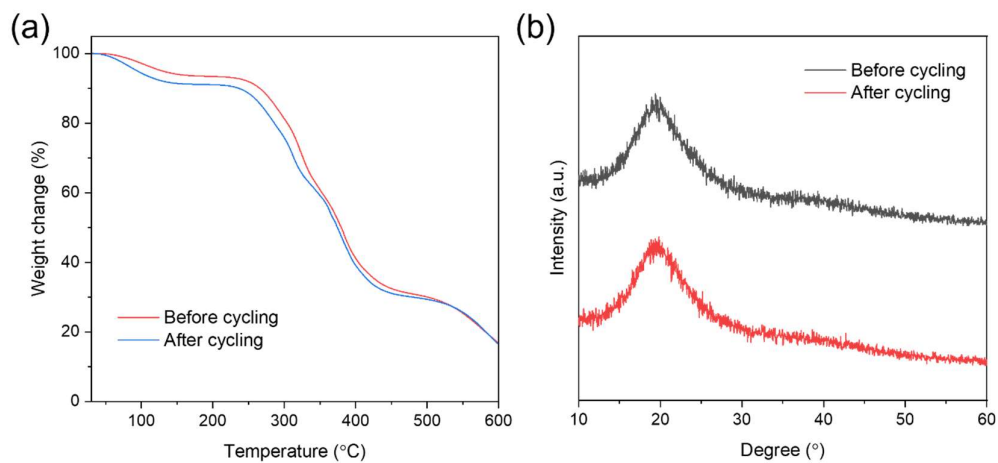 (a)
100
80
60
40
20
0
Weight change (%)
Before cycling
After cycling
100
200
300
400
500
600
Temperature (°C)
(b)
Before cycling
After cycling
Intensity (a.u.)
10
20
30
40
50
60
Degree (°)